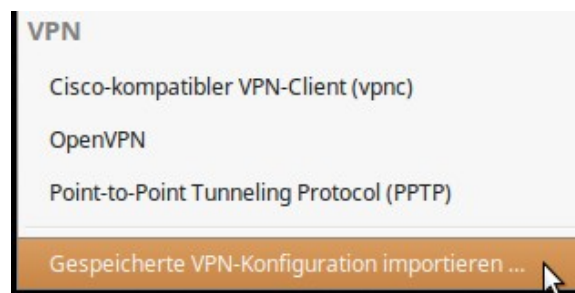 VPN
Cisco-kompatibler VPN-Client (vpnc)
OpenVPN
Point-to-Point Tunneling Protocol (PPTP)
Gespeicherte VPN-Konfiguration importieren ...